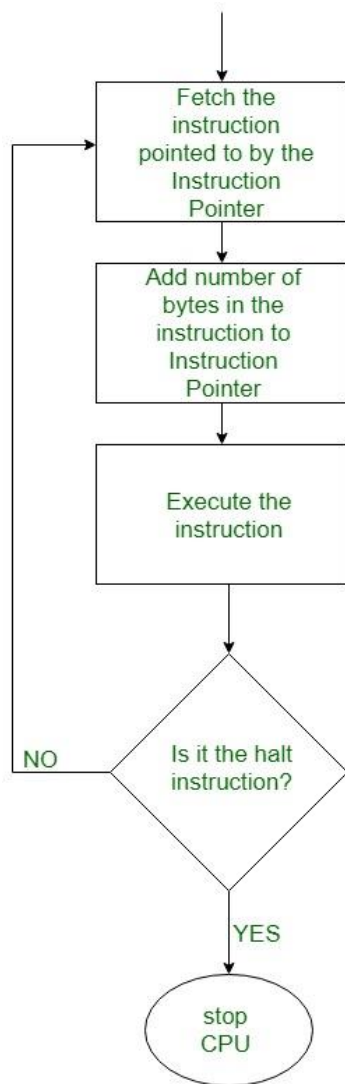 Fetch the
instruction
pointed to by the
Instruction
Pointer
Add number of
bytes in the
instruction to
Instruction
Pointer
Execute the
instruction
Is it the halt
instruction?
NO
YES
stop
CPU